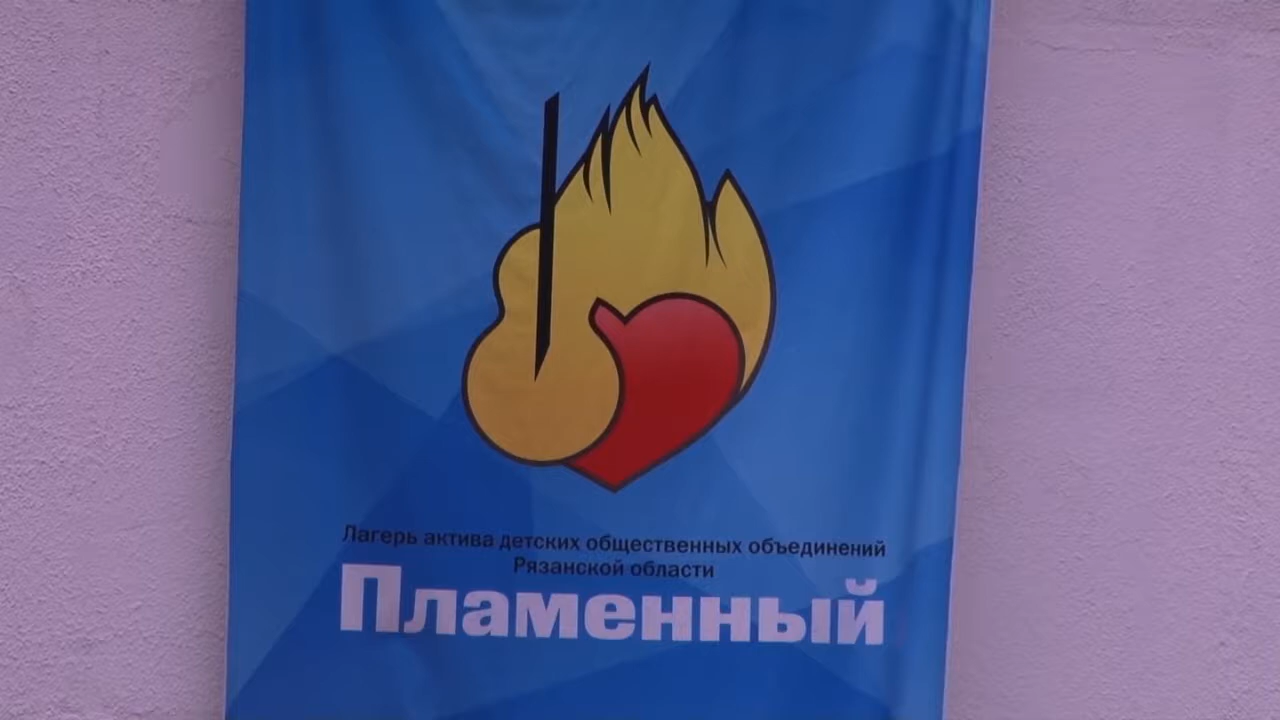 Лагерь актива детских общественных объединений
Рязанской области
Пламенный